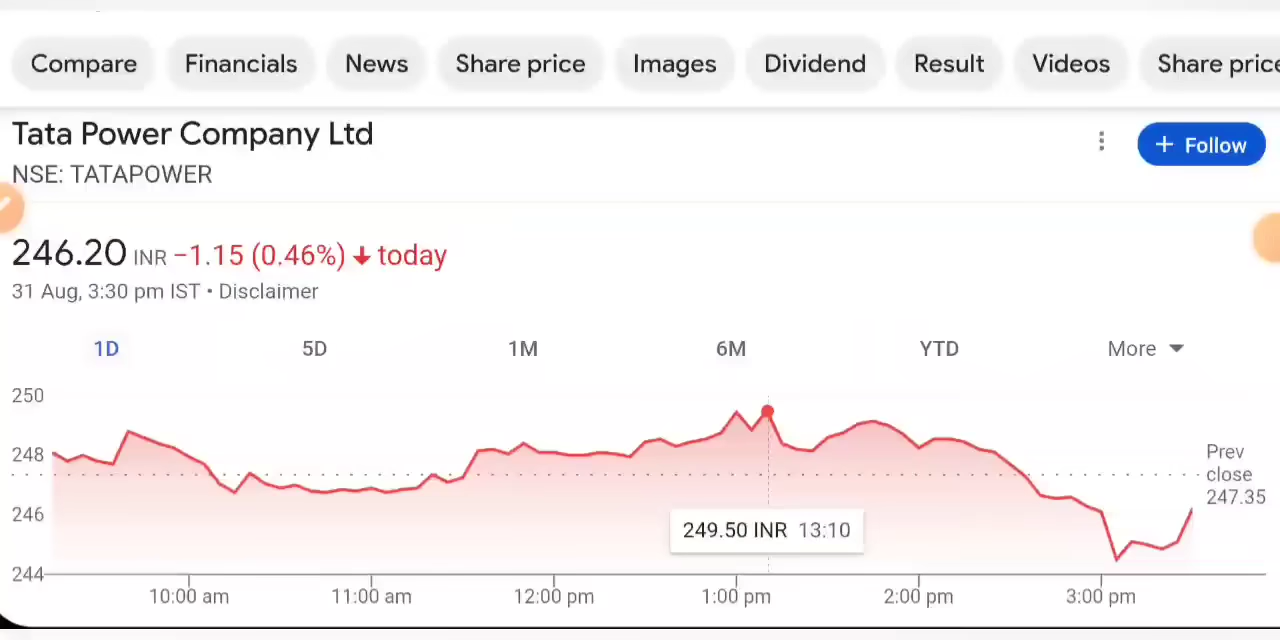 Compare Financials News Share price Images Dividend Result Videos Share price
Tata Power Company Ltd
+ Follow
NSE: TATAPOWER
246.20 INR −1.15 (0.46%) ↓ today
31 Aug, 3:30 pm IST • Disclaimer
1D 5D 1M 6M YTD More
250
248
246
244
Prev
close
247.35
249.50 INR 13:10
10:00 am 11:00 am 12:00 pm 1:00 pm 2:00 pm 3:00 pm